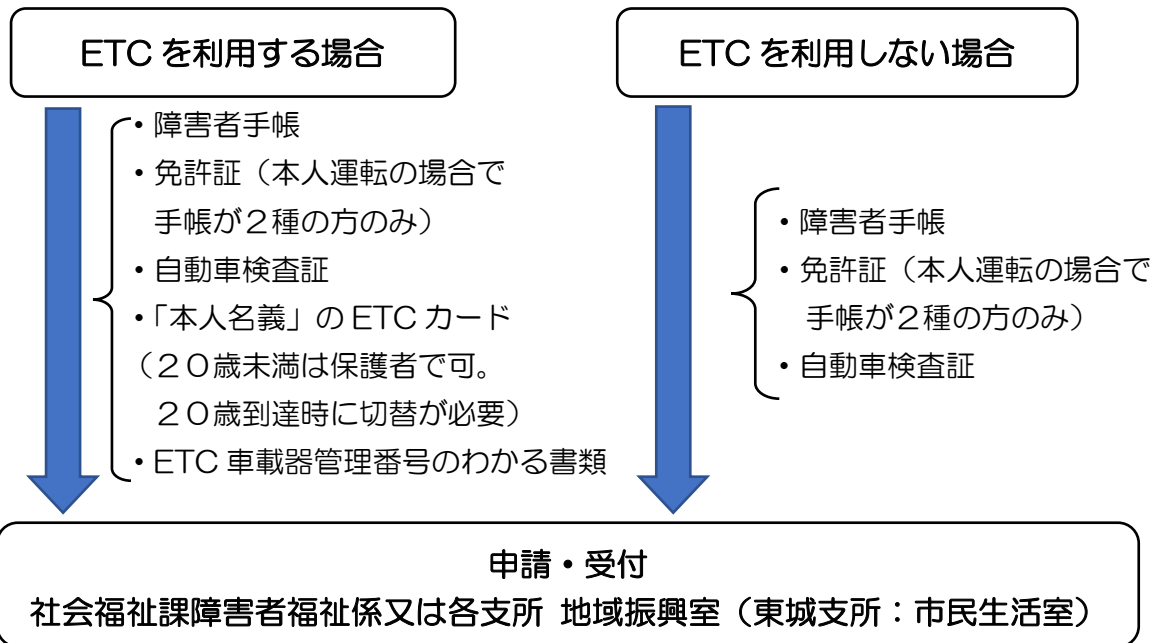 ETC を利用する場合
・障害者手帳
・免許証（本人運転の場合で
手帳が２種の方のみ）
・自動車検査証
・「本人名義」の ETC カード
（２０歳未満は保護者で可。
２０歳到達時に切替が必要）
・ETC 車載器管理番号のわかる書類
ETC を利用しない場合
・障害者手帳
・免許証（本人運転の場合で
手帳が２種の方のみ）
・自動車検査証
申請・受付
社会福祉課障害者福祉係又は各支所 地域振興室（東城支所：市民生活室）